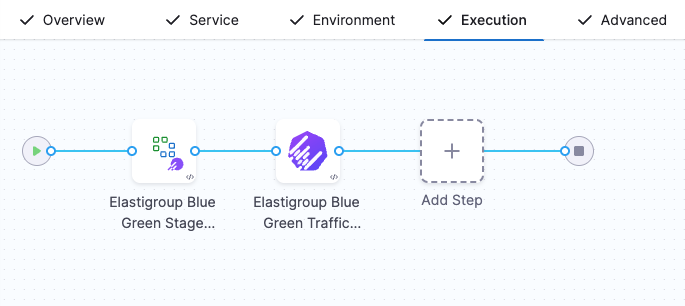 Overview Service Environment Execution Advanced
Elastigroup Blue Elastigroup Blue
Green Stage... Green Traffic... Add Step